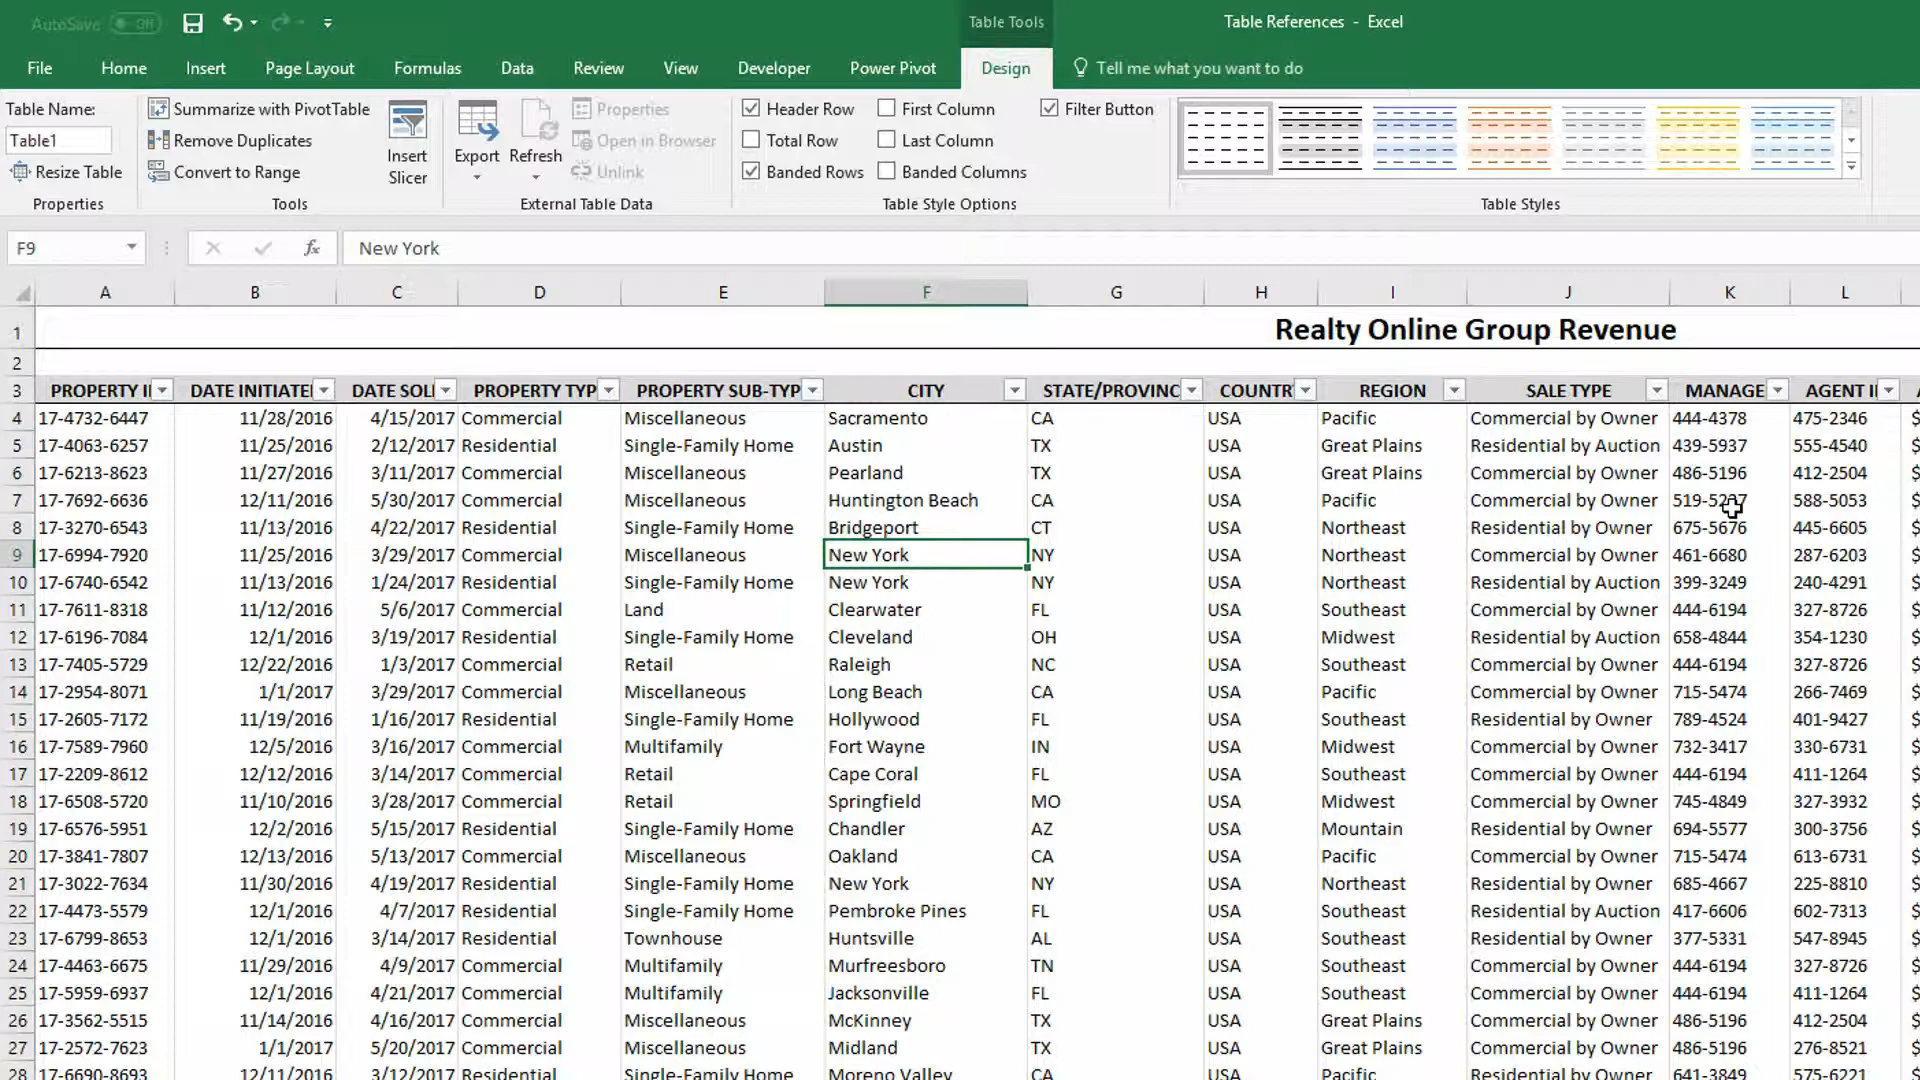 AutoSave Off
Table Tools
Table References - Excel
File Home Insert Page Layout Formulas Data Review View Developer Power Pivot Design Tell me what you want to do
Table Name:
Table1
Resize Table
Properties
Summarize with PivotTable
Remove Duplicates
Convert to Range
Tools
Insert
Slicer
Export
Refresh
Properties
Open in Browser
Unlink
External Table Data
Header Row First Column Filter Button
Total Row Last Column
Banded Rows Banded Columns
Table Style Options
Table Styles
F9 fx New York
A B C D E F G H I J K L
1 Realty Online Group Revenue
2
3 PROPERTY I DATE INITIATE DATE SOL PROPERTY TYP PROPERTY SUB-TYP CITY STATE/PROVINC COUNTR REGION SALE TYPE MANAGE AGENT I
4 17-4732-6447 11/28/2016 4/15/2017 Commercial Miscellaneous Sacramento CA USA Pacific Commercial by Owner 444-4378 475-2346 $
5 17-4063-6257 11/25/2016 2/12/2017 Residential Single-Family Home Austin TX USA Great Plains Residential by Auction 439-5937 555-4540 $
6 17-6213-8623 11/27/2016 3/11/2017 Commercial Miscellaneous Pearland TX USA Great Plains Commercial by Owner 486-5196 412-2504 $
7 17-7692-6636 12/11/2016 5/30/2017 Commercial Miscellaneous Huntington Beach CA USA Pacific Commercial by Owner 588-5053 $
8 17-3270-6543 11/13/2016 4/22/2017 Residential Single-Family Home Bridgeport CT USA Northeast Residential by Owner 675-5676 445-6605 $
9 17-6994-7920 11/25/2016 3/29/2017 Commercial Miscellaneous New York NY USA Northeast Commercial by Owner 461-6680 287-6203 $
10 17-6740-6542 11/13/2016 1/24/2017 Residential Single-Family Home New York NY USA Northeast Residential by Auction 399-3249 240-4291 $
11 17-7611-8318 11/12/2016 5/6/2017 Commercial Land Clearwater FL USA Southeast Commercial by Owner 444-6194 327-8726 $
12 17-6196-7084 12/1/2016 3/19/2017 Residential Single-Family Home Cleveland OH USA Midwest Residential by Auction 658-4844 354-1230 $
13 17-7405-5729 12/22/2016 1/3/2017 Commercial Retail Raleigh NC USA Southeast Commercial by Owner 444-6194 327-8726 $
14 17-2954-8071 1/1/2017 3/29/2017 Commercial Miscellaneous Long Beach CA USA Pacific Commercial by Owner 715-5474 266-7469 $
15 17-2605-7172 11/19/2016 1/16/2017 Residential Single-Family Home Hollywood FL USA Southeast Residential by Owner 789-4524 401-9427 $
16 17-7589-7960 12/5/2016 3/16/2017 Commercial Multifamily Fort Wayne IN USA Midwest Commercial by Owner 732-3417 330-6731 $
17 17-2209-8612 12/12/2016 3/14/2017 Commercial Retail Cape Coral FL USA Southeast Commercial by Owner 444-6194 411-1264 $
18 17-6508-5720 11/10/2016 3/28/2017 Commercial Retail Springfield MO USA Midwest Commercial by Owner 745-4849 327-3932 $
19 17-6576-5951 12/2/2016 5/15/2017 Residential Single-Family Home Chandler AZ USA Mountain Residential by Owner 694-5577 300-3756 $
20 17-3841-7807 12/13/2016 5/13/2017 Commercial Miscellaneous Oakland CA USA Pacific Commercial by Owner 715-5474 613-6731 $
21 17-3022-7634 11/30/2016 4/19/2017 Residential Single-Family Home New York NY USA Northeast Residential by Owner 685-4667 225-8810 $
22 17-4473-5579 12/1/2016 4/7/2017 Residential Single-Family Home Pembroke Pines FL USA Southeast Residential by Auction 417-6606 602-7313 $
23 17-6799-8653 12/1/2016 3/14/2017 Residential Townhouse Huntsville AL USA Southeast Residential by Owner 377-5331 547-8945 $
24 17-4463-6675 11/29/2016 4/9/2017 Commercial Multifamily Murfreesboro TN USA Southeast Commercial by Owner 444-6194 327-8726 $
25 17-5959-6937 12/1/2016 4/21/2017 Commercial Multifamily Jacksonville FL USA Southeast Commercial by Owner 444-6194 411-1264 $
26 17-3562-5515 11/14/2016 4/16/2017 Commercial Miscellaneous McKinney TX USA Great Plains Commercial by Owner 486-5196 412-2504 $
27 17-2572-7623 1/1/2017 5/20/2017 Commercial Miscellaneous Midland TX USA Great Plains Commercial by Owner 486-5196 276-8521 $
28 17-6690-8693 12/11/2016 3/12/2017 Residential Single-Family Home Moreno Valley CA USA Pacific Residential by Owner 641-3849 575-6221 $